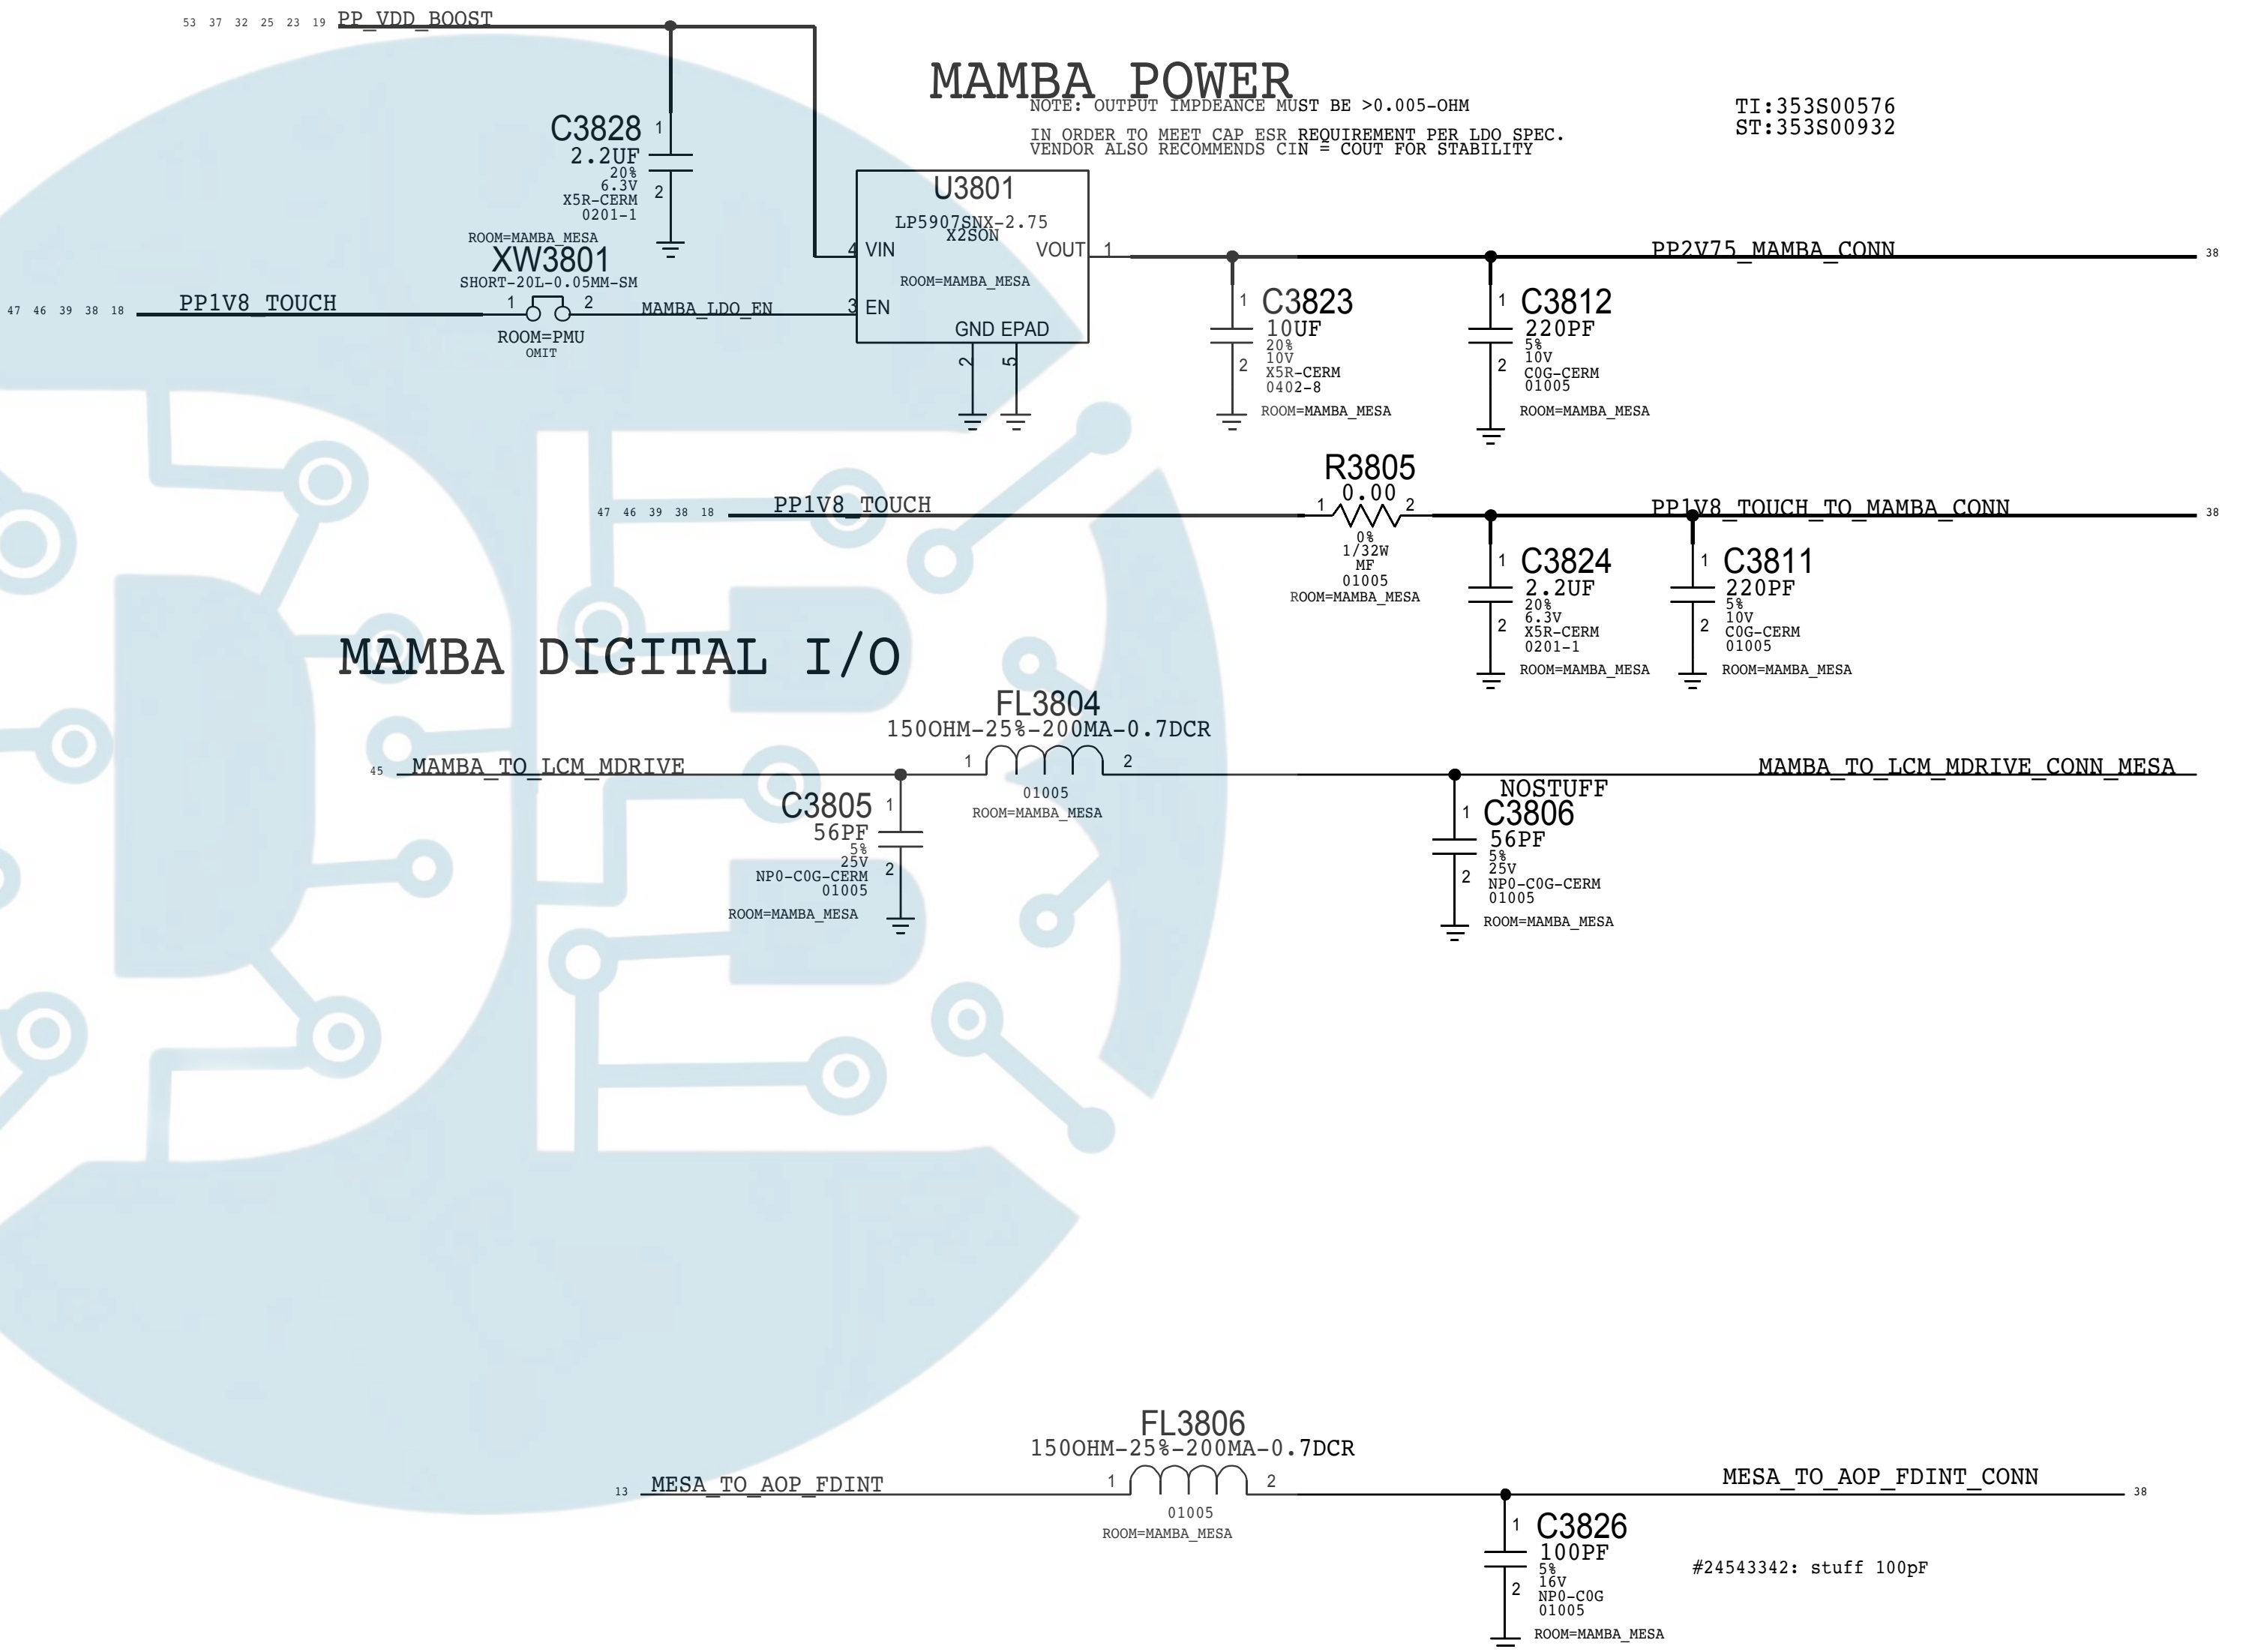 53 37 32 25 23 19 PP_VDD_BOOST
MAMBA POWER
NOTE: OUTPUT IMPDEANCE MUST BE >0.005-OHM
IN ORDER TO MEET CAP ESR REQUIREMENT PER LDO SPEC.
VENDOR ALSO RECOMMENDS CIN = COUT FOR STABILITY
TI:353S00576
ST:353S00932
C3828 1
2.2UF
20%
6.3V
2
X5R-CERM
0201-1
ROOM=MAMBA_MESA
XW3801
SHORT-20L-0.05MM-SM
47 46 39 38 18 PP1V8_TOUCH 1 2 MAMBA_LDO_EN
ROOM=PMU
OMIT
U3801
LP5907SNX-2.75
X2SON
4 VIN VOUT 1
ROOM=MAMBA_MESA
3 EN
GND EPAD
2 5
PP2V75_MAMBA_CONN 38
1 C3823
10UF
20%
10V
2 X5R-CERM
0402-8
ROOM=MAMBA_MESA
1 C3812
220PF
5%
10V
2 C0G-CERM
01005
ROOM=MAMBA_MESA
47 46 39 38 18 PP1V8_TOUCH
R3805
1 0.00 2
0%
1/32W
MF
01005
ROOM=MAMBA_MESA
PP1V8_TOUCH_TO_MAMBA_CONN 38
1 C3824
2.2UF
20%
6.3V
2 X5R-CERM
0201-1
ROOM=MAMBA_MESA
1 C3811
220PF
5%
10V
2 C0G-CERM
01005
ROOM=MAMBA_MESA
MAMBA DIGITAL I/O
FL3804
150OHM-25%-200MA-0.7DCR
45 MAMBA_TO_LCM_MDRIVE 1 2 MAMBA_TO_LCM_MDRIVE_CONN_MESA
01005
ROOM=MAMBA_MESA
C3805 1
56PF
5%
25V 2
NP0-C0G-CERM
01005
ROOM=MAMBA_MESA
NOSTUFF
1 C3806
56PF
5%
25V
2 NP0-C0G-CERM
01005
ROOM=MAMBA_MESA
FL3806
150OHM-25%-200MA-0.7DCR
13 MESA_TO_AOP_FDINT 1 2 MESA_TO_AOP_FDINT_CONN 38
01005
ROOM=MAMBA_MESA
1 C3826
100PF
5%
16V
2 NP0-C0G
01005
ROOM=MAMBA_MESA
#24543342: stuff 100pF